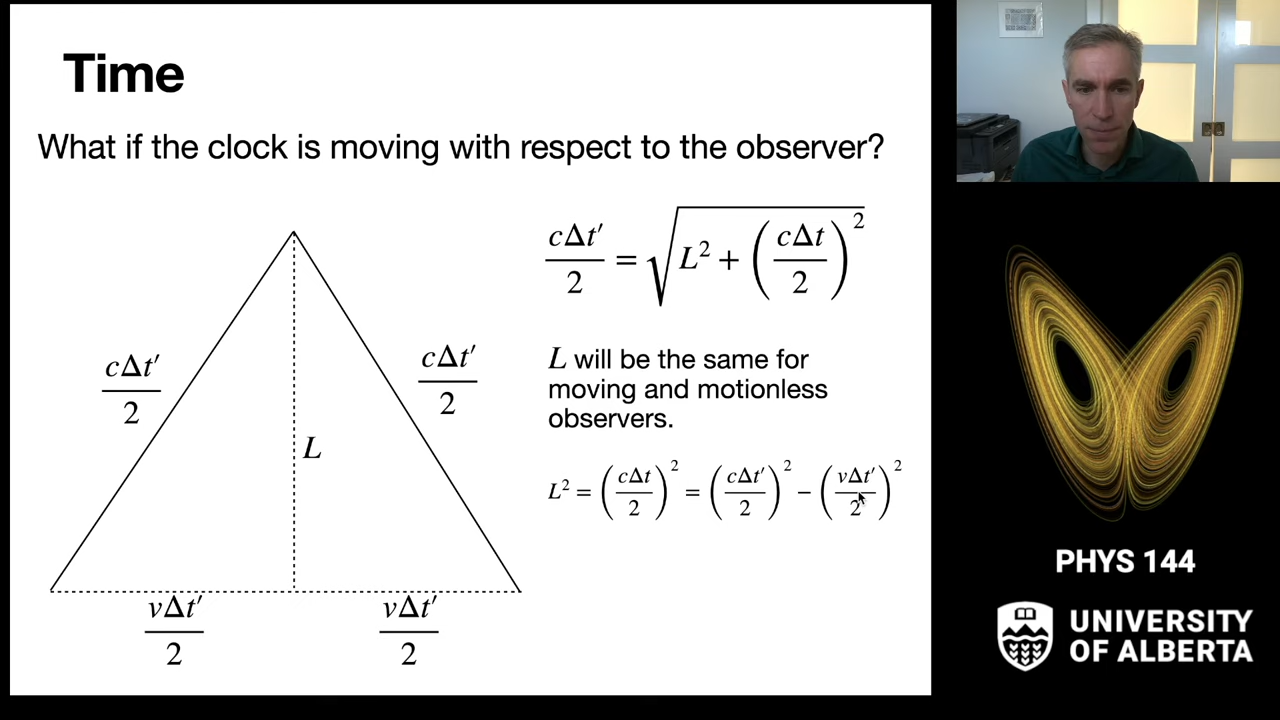 Time
What if the clock is moving with respect to the observer?
cΔt′/2 = √(L² + (cΔt/2)²)
L will be the same for
moving and motionless
observers.
L² = (cΔt/2)² = (cΔt′/2)² − (vΔt′/2)²
cΔt′/2
cΔt′/2
L
vΔt′/2
vΔt′/2
PHYS 144
UNIVERSITY
OF ALBERTA